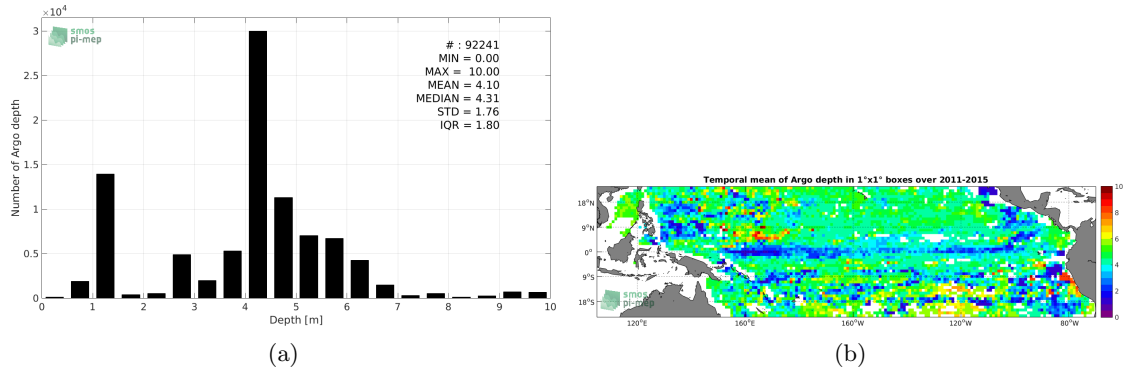 ×10⁴
smos
pi-mep
# : 92241
MIN = 0.00
MAX = 10.00
MEAN = 4.10
MEDIAN = 4.31
STD = 1.76
IQR = 1.80
Number of Argo depth
3
2.5
2
1.5
1
0.5
0
0 1 2 3 4 5 6 7 8 9 10
Depth [m]
(a)
Temporal mean of Argo depth in 1°x1° boxes over 2011-2015
18°N
9°N
0°
9°S
18°S
smos
pi-mep
120°E 160°E 160°W 120°W 80°W
10
8
6
4
2
0
(b)